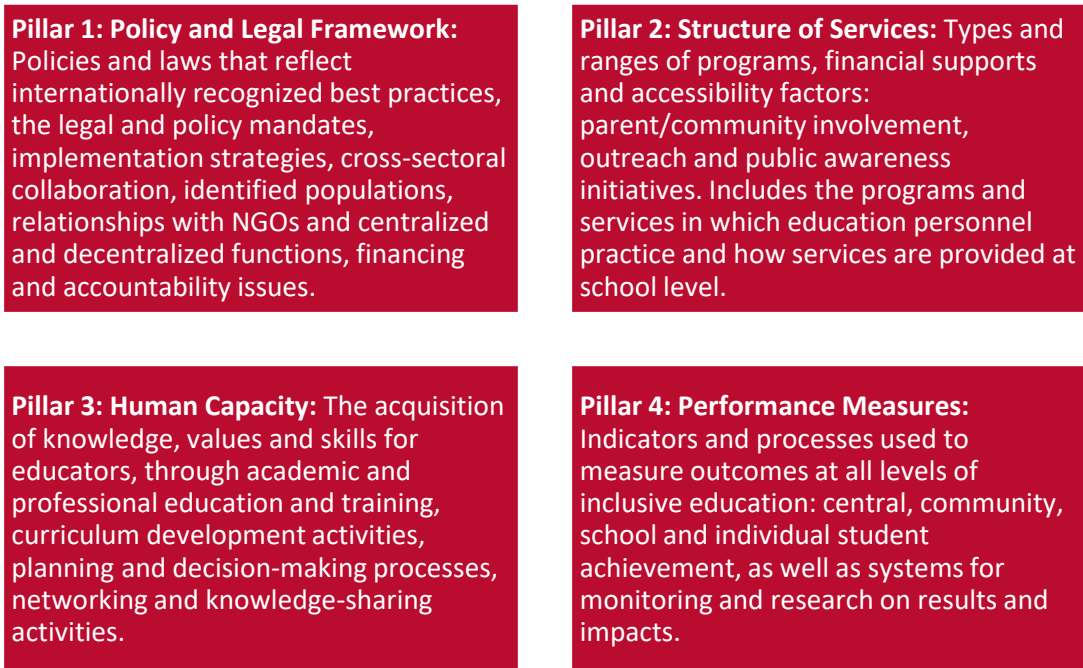 Pillar 1: Policy and Legal Framework:
Policies and laws that reflect
internationally recognized best practices,
the legal and policy mandates,
implementation strategies, cross-sectoral
collaboration, identified populations,
relationships with NGOs and centralized
and decentralized functions, financing
and accountability issues.
Pillar 2: Structure of Services: Types and
ranges of programs, financial supports
and accessibility factors:
parent/community involvement,
outreach and public awareness
initiatives. Includes the programs and
services in which education personnel
practice and how services are provided at
school level.
Pillar 3: Human Capacity: The acquisition
of knowledge, values and skills for
educators, through academic and
professional education and training,
curriculum development activities,
planning and decision-making processes,
networking and knowledge-sharing
activities.
Pillar 4: Performance Measures:
Indicators and processes used to
measure outcomes at all levels of
inclusive education: central, community,
school and individual student
achievement, as well as systems for
monitoring and research on results and
impacts.